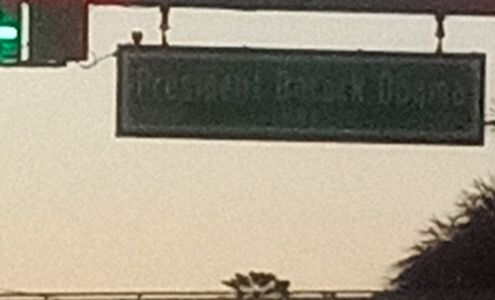 President Barack Obama